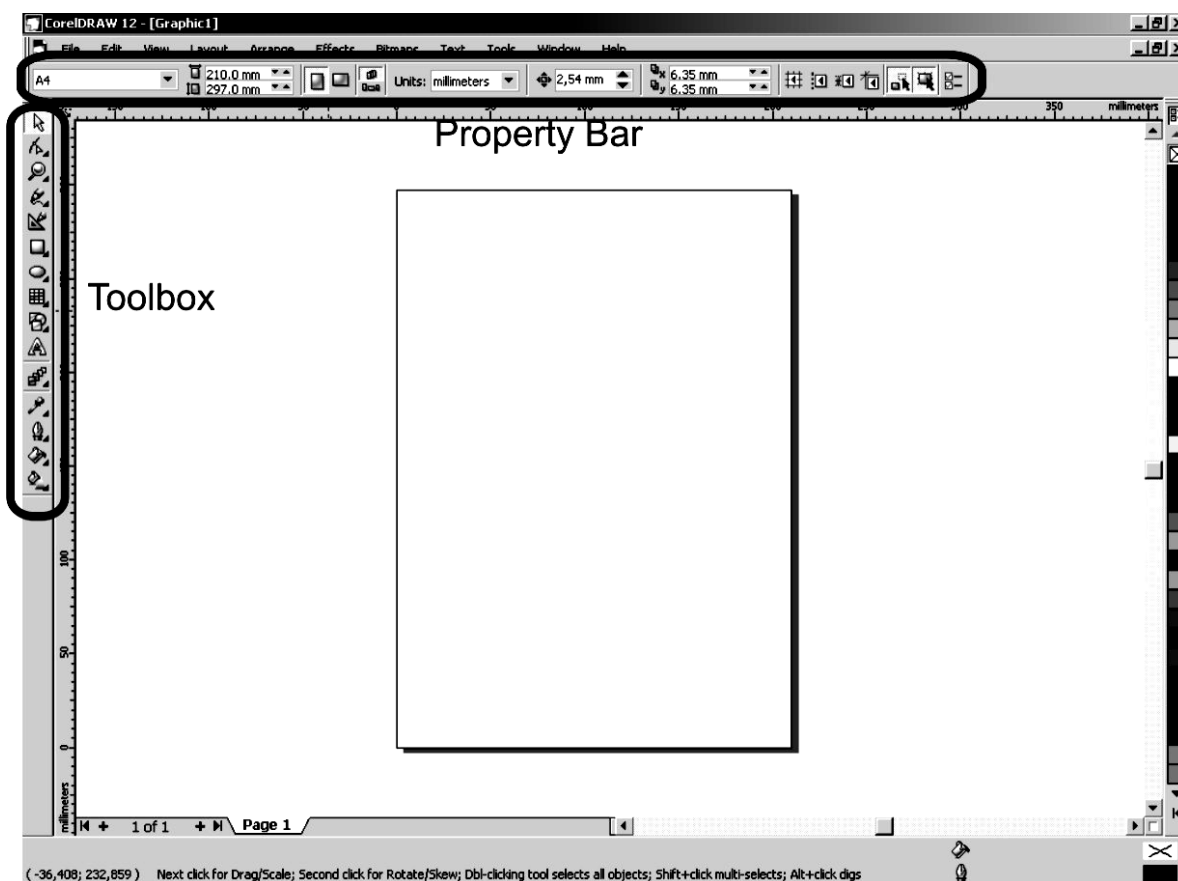 CorelDRAW 12 - [Graphic1]
File Edit View Layout Arrange Effects Bitmaps Text Tools Window Help
A4 210.0 mm 297.0 mm Units: millimeters 2,54 mm x 6.35 mm y 6.35 mm
350 millimeters
Property Bar
Toolbox
100
50
0
millimeters
1 of 1 Page 1
( -36,408; 232,859 ) Next click for Drag/Scale; Second click for Rotate/Skew; Dbl-clicking tool selects all objects; Shift+click multi-selects; Alt+click digs